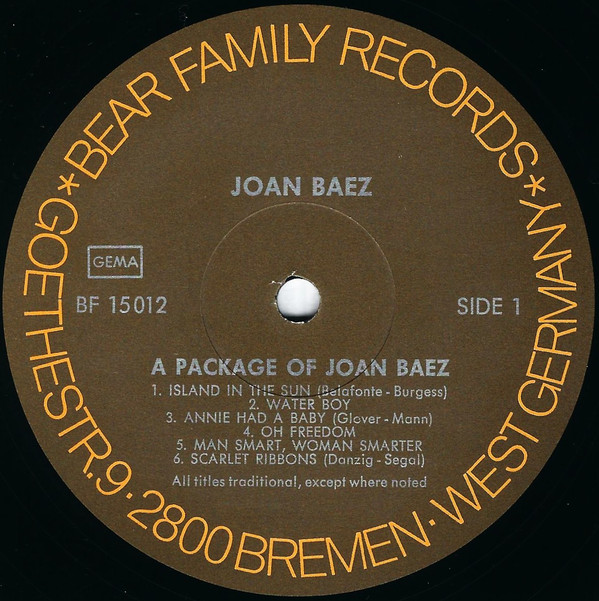 *BEAR FAMILY RECORDS*
GOETHESTR.9·2800BREMEN·WEST GERMANY
JOAN BAEZ
GEMA
BF 15012
SIDE 1
A PACKAGE OF JOAN BAEZ
1. ISLAND IN THE SUN (Belafonte - Burgess)
2. WATER BOY
3. ANNIE HAD A BABY (Glover - Mann)
4. OH FREEDOM
5. MAN SMART, WOMAN SMARTER
6. SCARLET RIBBONS (Danzig - Segal)
All titles traditional, except where noted